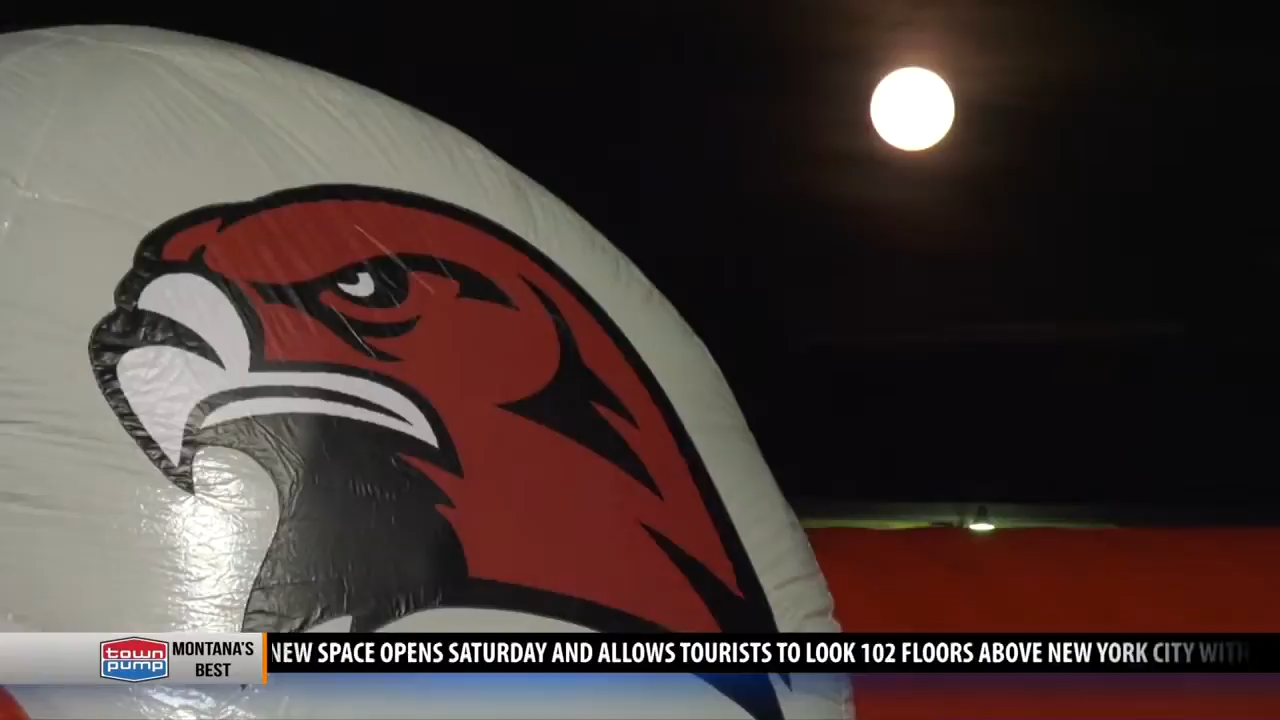 town
pump
MONTANA'S
BEST
NEW SPACE OPENS SATURDAY AND ALLOWS TOURISTS TO LOOK 102 FLOORS ABOVE NEW YORK CITY WITH